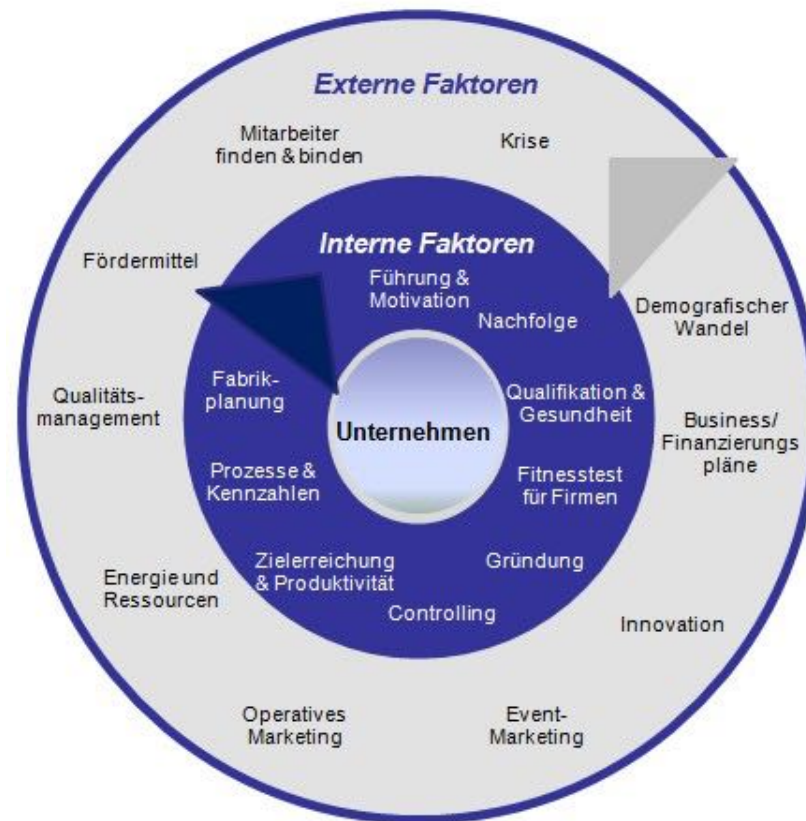 Externe Faktoren
Mitarbeiter
finden & binden
Krise
Fördermittel
Demografischer
Wandel
Qualitäts-
management
Business/
Finanzierungs
pläne
Energie und
Ressourcen
Innovation
Operatives
Marketing
Event-
Marketing
Interne Faktoren
Führung &
Motivation
Nachfolge
Fabrik-
planung
Qualifikation &
Gesundheit
Prozesse &
Kennzahlen
Fitnesstest
für Firmen
Zielerreichung
& Produktivität
Gründung
Controlling
Unternehmen